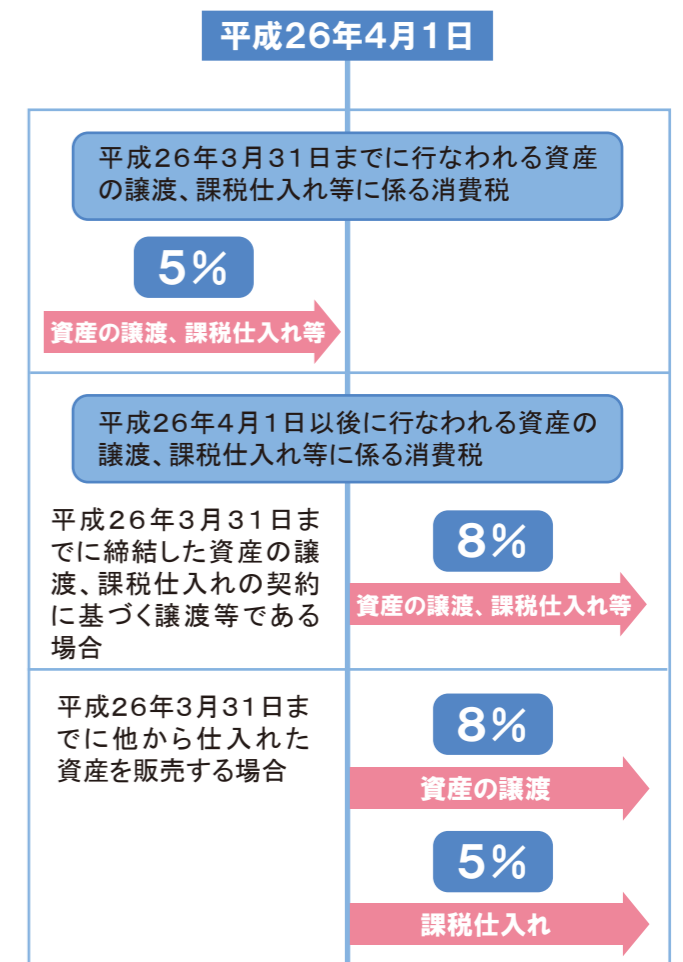 平成26年4月1日
平成26年3月31日までに行なわれる資産
の譲渡、課税仕入れ等に係る消費税
5%
資産の譲渡、課税仕入れ等
平成26年4月1日以後に行なわれる資産の
譲渡、課税仕入れ等に係る消費税
平成26年3月31日ま
でに締結した資産の譲
渡、課税仕入れの契約
に基づく譲渡等である
場合
8%
資産の譲渡、課税仕入れ等
平成26年3月31日ま
でに他から仕入れた
資産を販売する場合
8%
資産の譲渡
5%
課税仕入れ